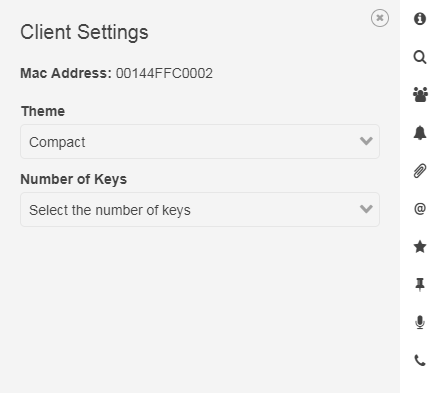 Client Settings
Mac Address: 00144FFC0002
Theme
Compact
Number of Keys
Select the number of keys